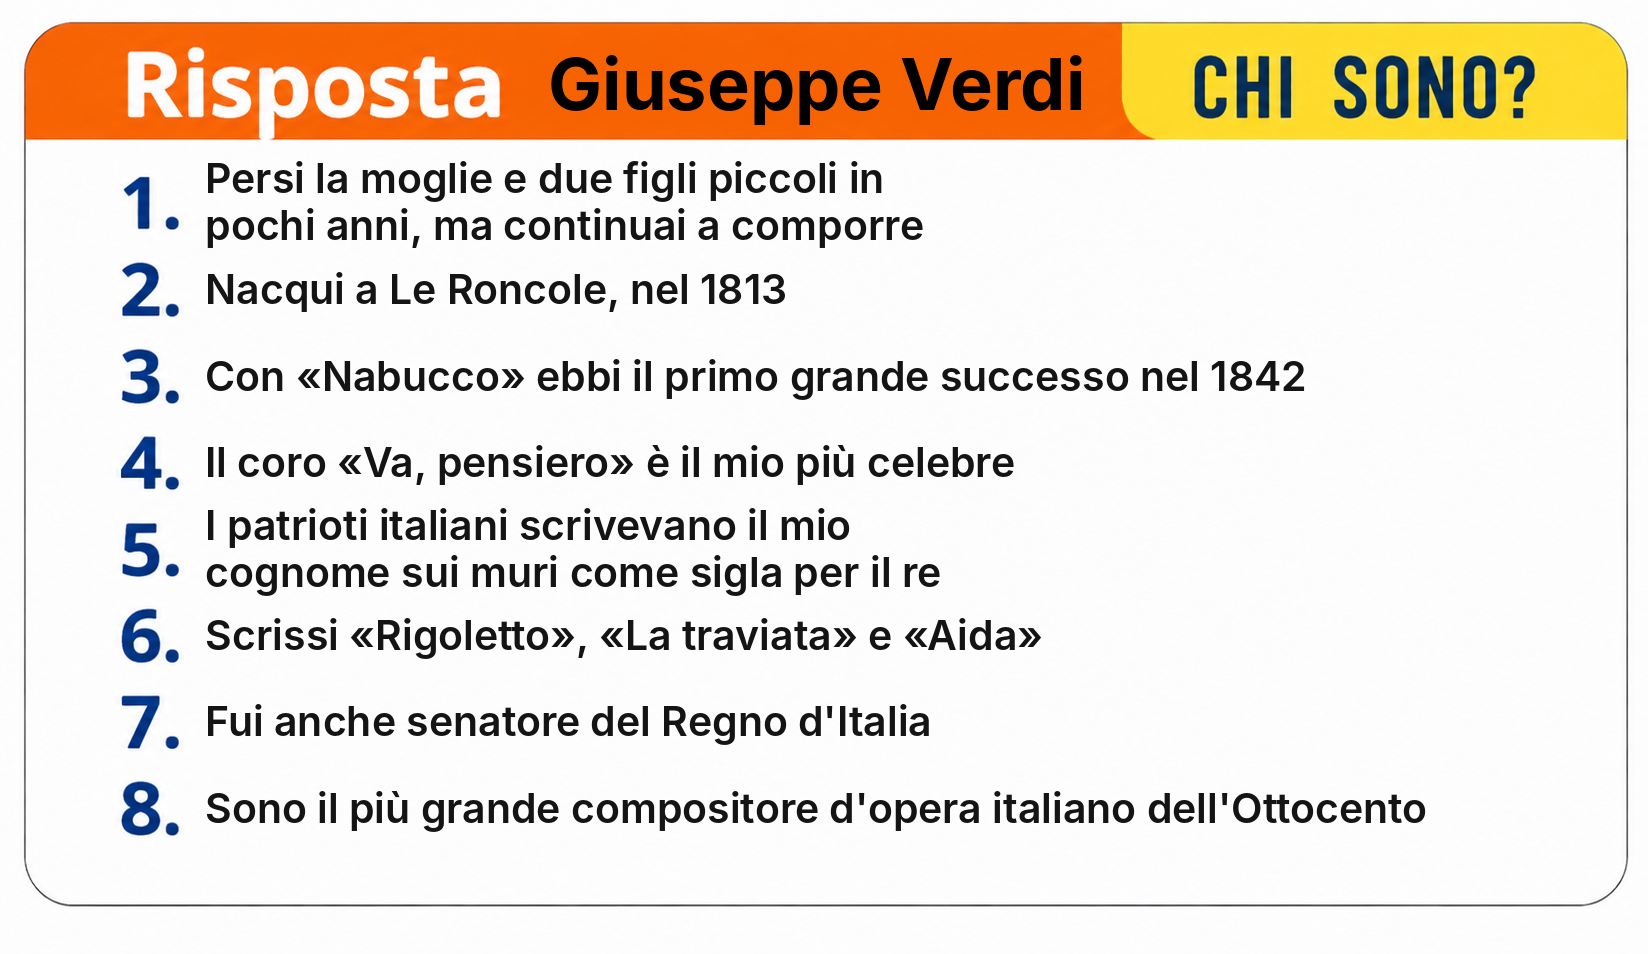 Risposta Giuseppe Verdi CHI SONO?
1. Persi la moglie e due figli piccoli in
pochi anni, ma continuai a comporre
2. Nacqui a Le Roncole, nel 1813
3. Con «Nabucco» ebbi il primo grande successo nel 1842
4. Il coro «Va, pensiero» è il mio più celebre
5. I patrioti italiani scrivevano il mio
cognome sui muri come sigla per il re
6. Scrissi «Rigoletto», «La traviata» e «Aida»
7. Fui anche senatore del Regno d'Italia
8. Sono il più grande compositore d'opera italiano dell'Ottocento